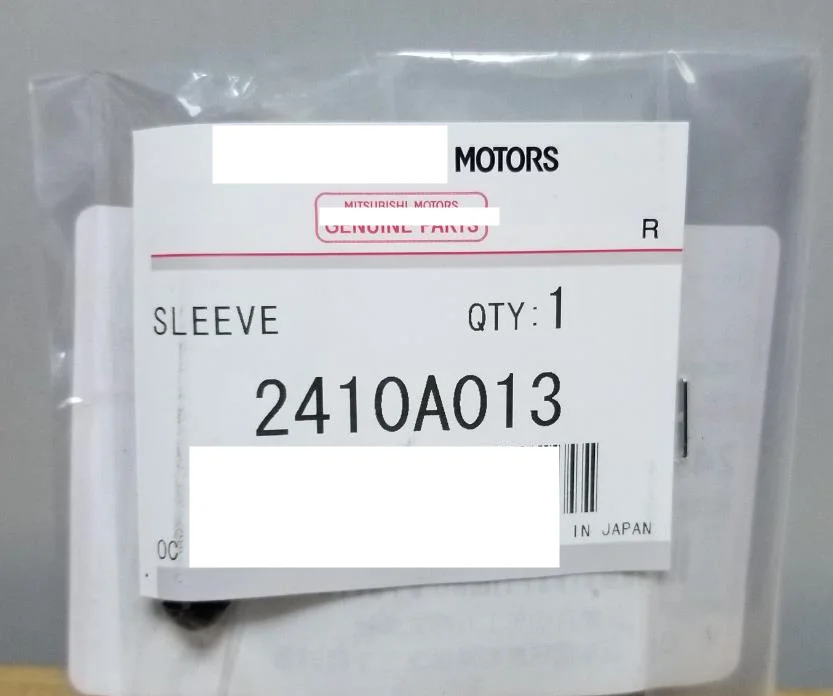 MOTORS
MITSUBISHI MOTORS
GENUINE PARTS
R
SLEEVE QTY:1
2410A013
OC IN JAPAN